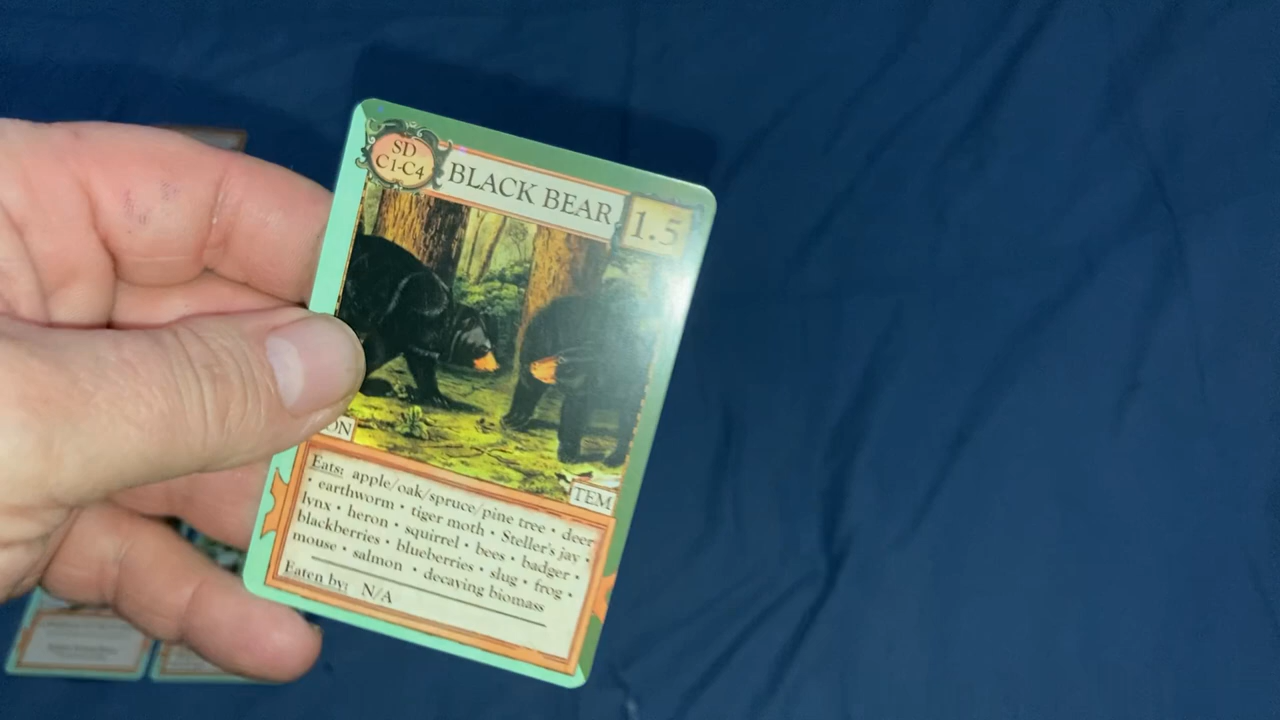 SD
C1-C4
BLACK BEAR
1.5
ON
TEM
Eats: apple/oak/spruce/pine tree • deer
• earthworm • tiger moth • Steller's jay •
lynx • heron • squirrel • bees • badger •
blackberries • blueberries • slug • frog •
mouse • salmon • decaying biomass
Eaten by: N/A